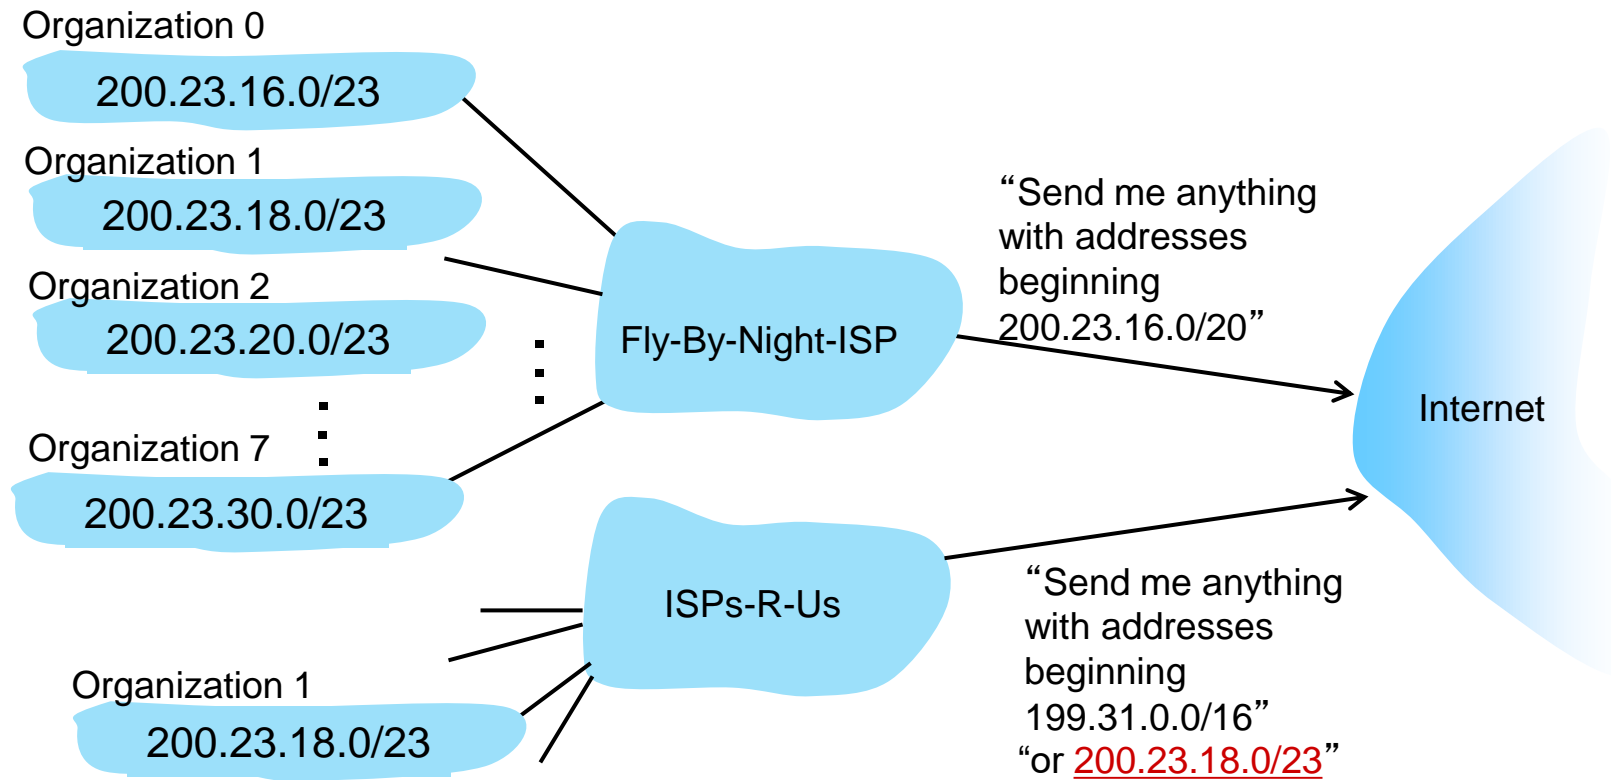 Organization 0
200.23.16.0/23
Organization 1
200.23.18.0/23
Organization 2
200.23.20.0/23
Organization 7
200.23.30.0/23
Fly-By-Night-ISP
“Send me anything
with addresses
beginning
200.23.16.0/20”
Internet
ISPs-R-Us
Organization 1
200.23.18.0/23
“Send me anything
with addresses
beginning
199.31.0.0/16”
“or 200.23.18.0/23”